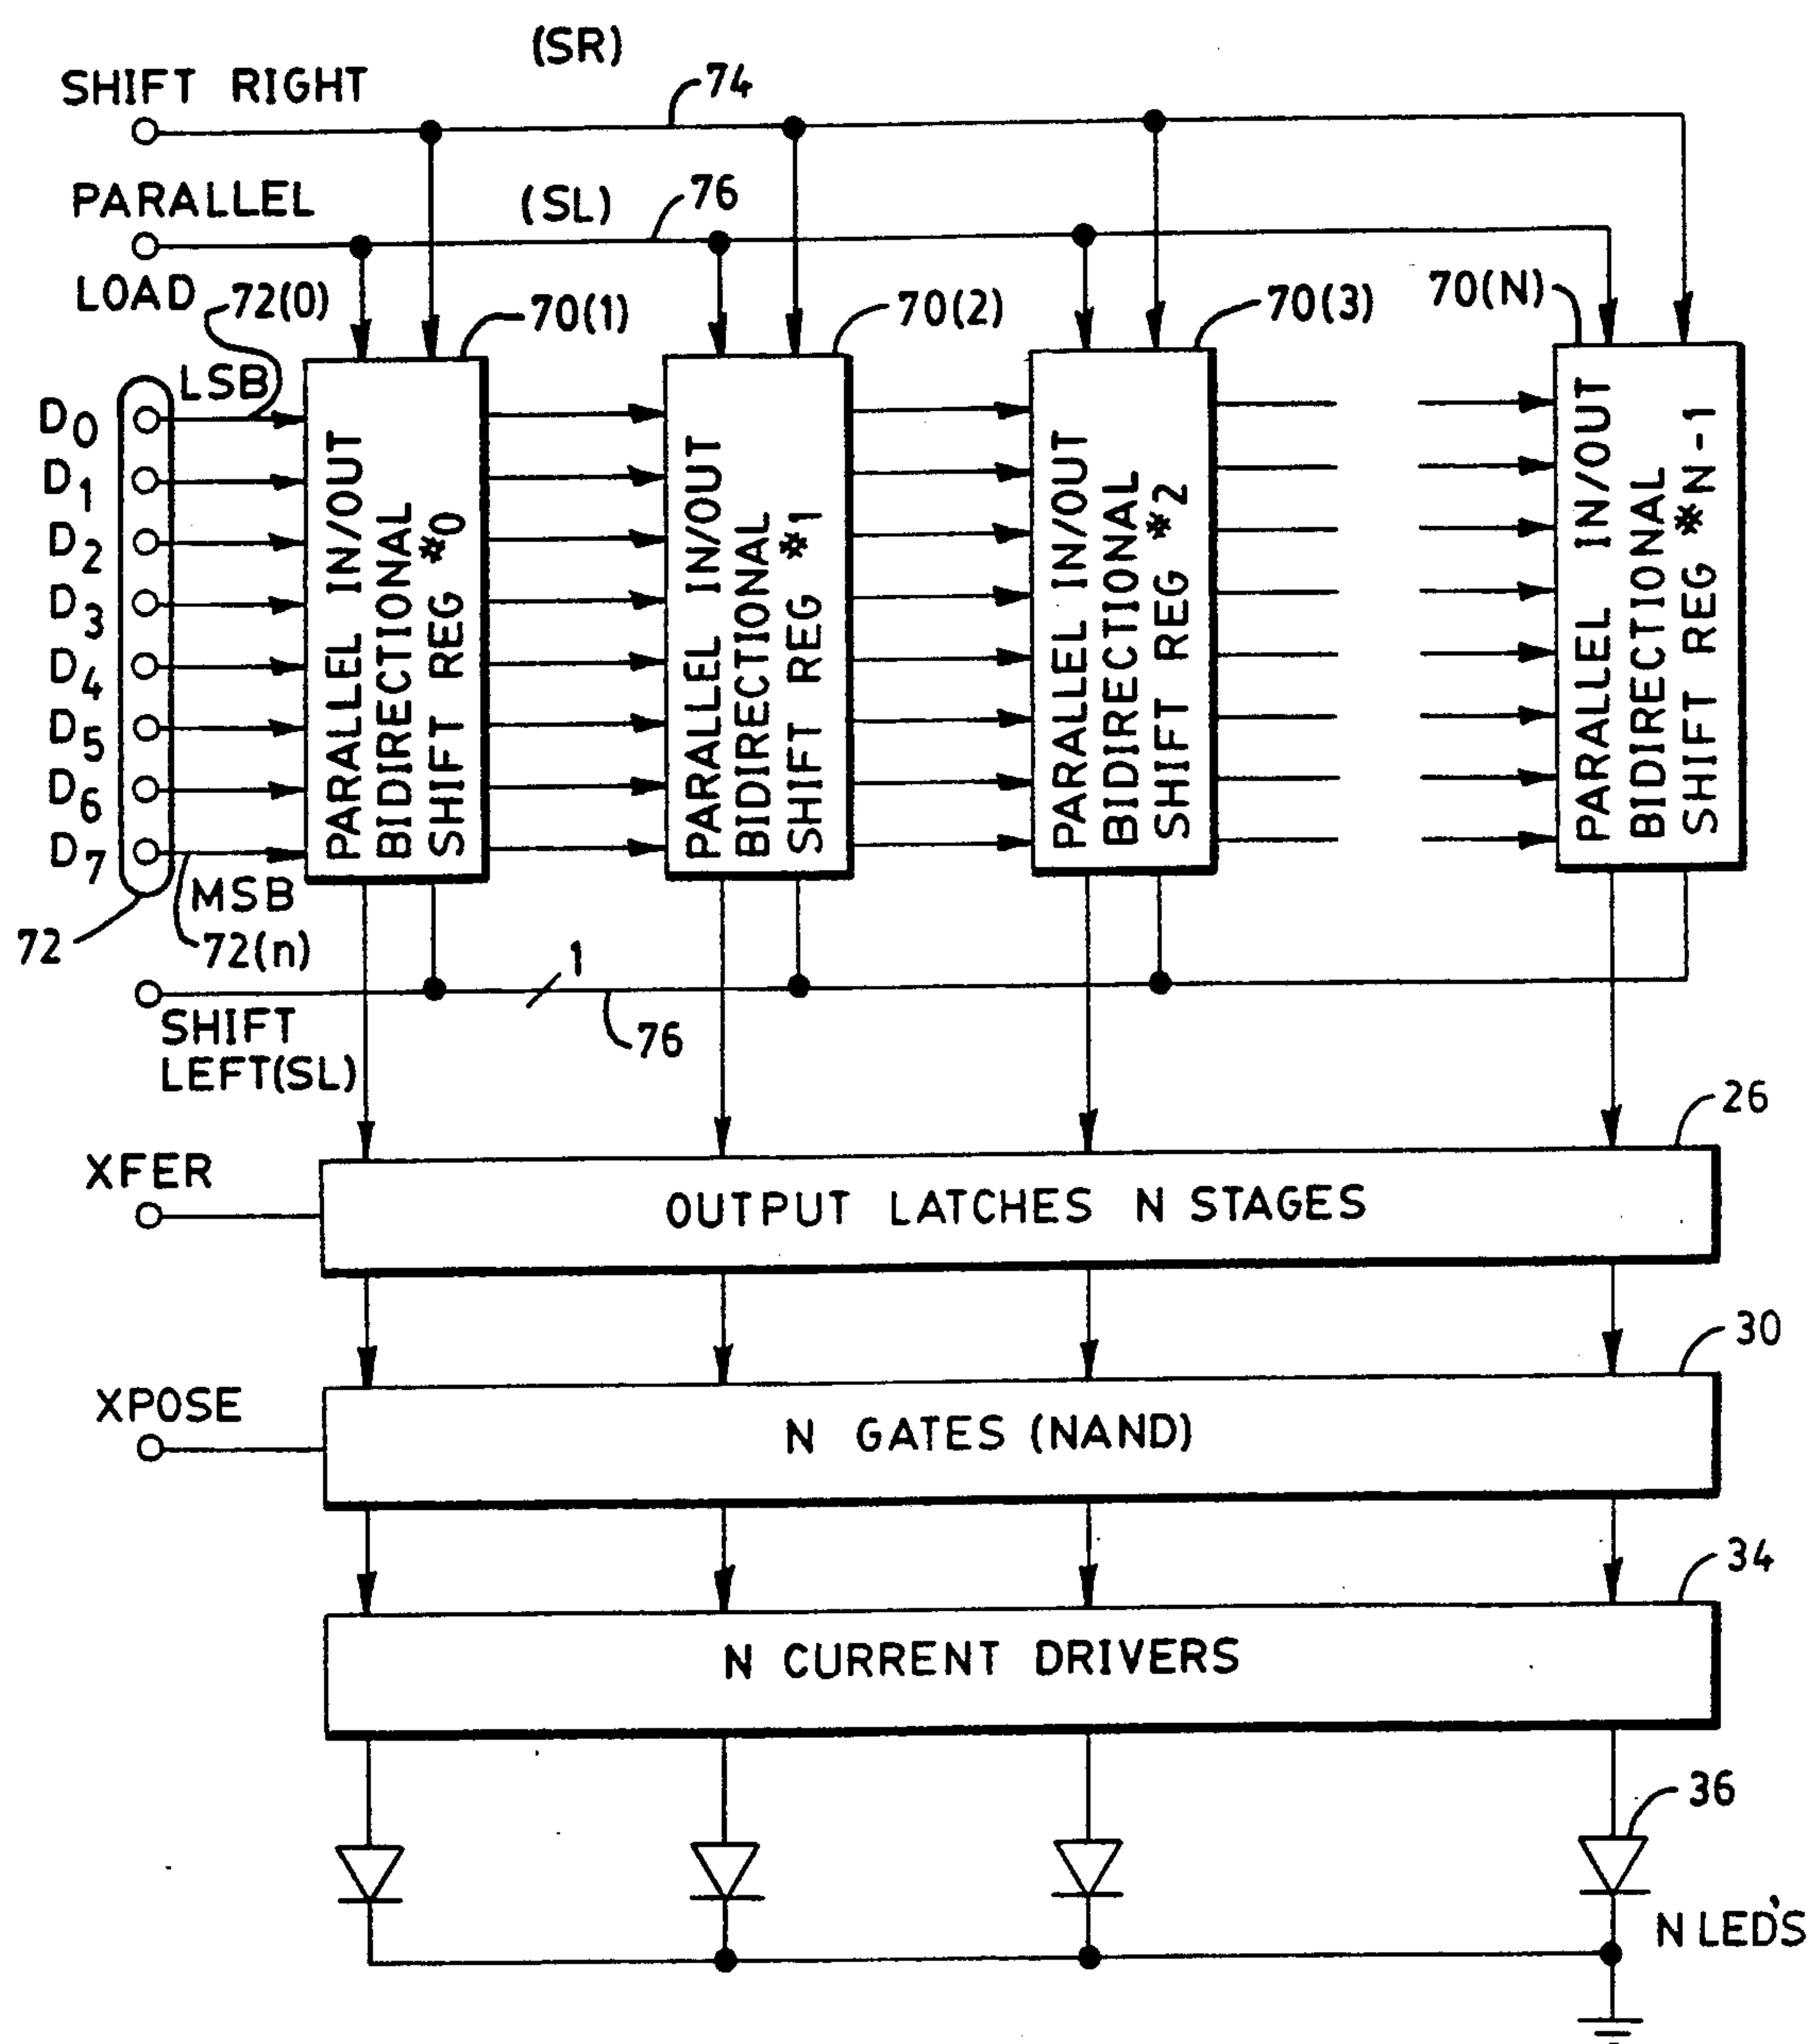 (SR)
SHIFT RIGHT
74
PARALLEL
(SL)
76
LOAD
72(0)
70(1)
70(2)
70(3)
70(N)
LSB
D0
D1
D2
D3
D4
D5
D6
D7
MSB
72
72(n)
PARALLEL IN/OUT
BIDIRECTIONAL
SHIFT REG *0
PARALLEL IN/OUT
BIDIRECTIONAL
SHIFT REG *1
PARALLEL IN/OUT
BIDIRECTIONAL
SHIFT REG *2
PARALLEL IN/OUT
BIDIRECTIONAL
SHIFT REG *N-1
1
SHIFT
LEFT(SL)
76
26
XFER
OUTPUT LATCHES N STAGES
30
XPOSE
N GATES (NAND)
34
N CURRENT DRIVERS
36
N LED'S